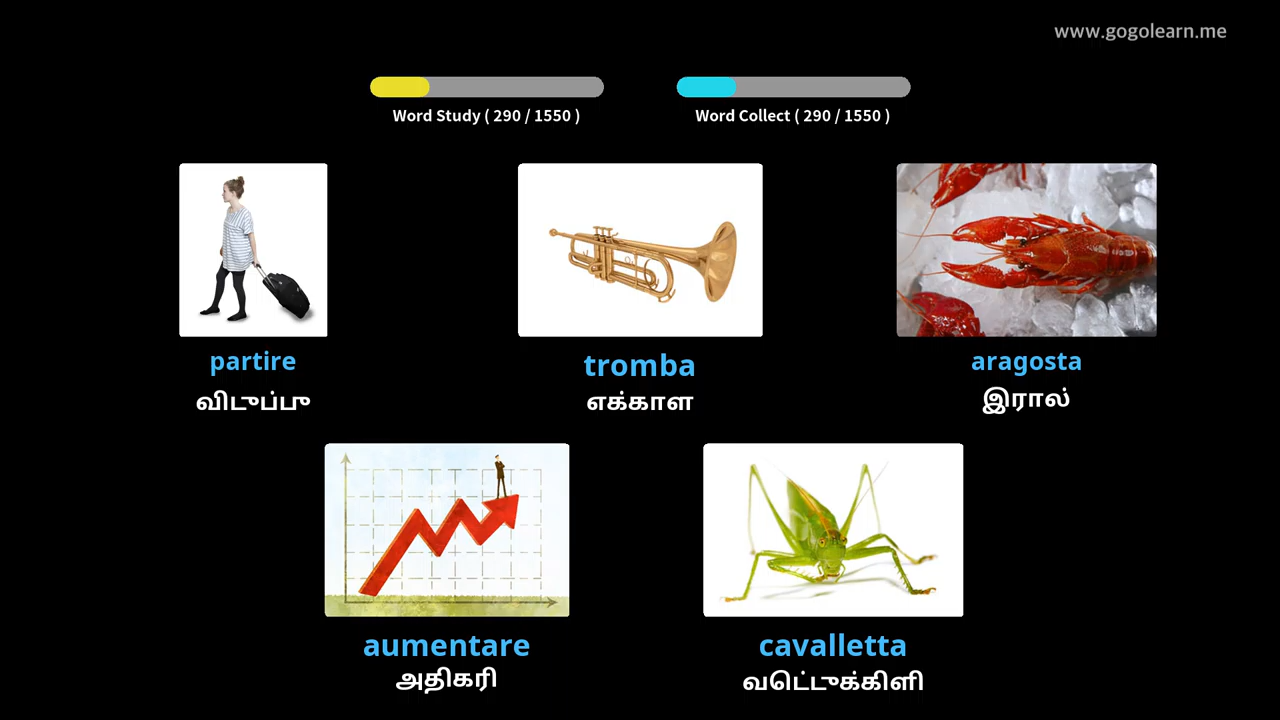 www.gogolearn.me
Word Study ( 290 / 1550 )
Word Collect ( 290 / 1550 )
partire
விடுப்பு
tromba
எக்காள
aragosta
இரால்
aumentare
அதிகரி
cavalletta
வெட்டுக்கிளி